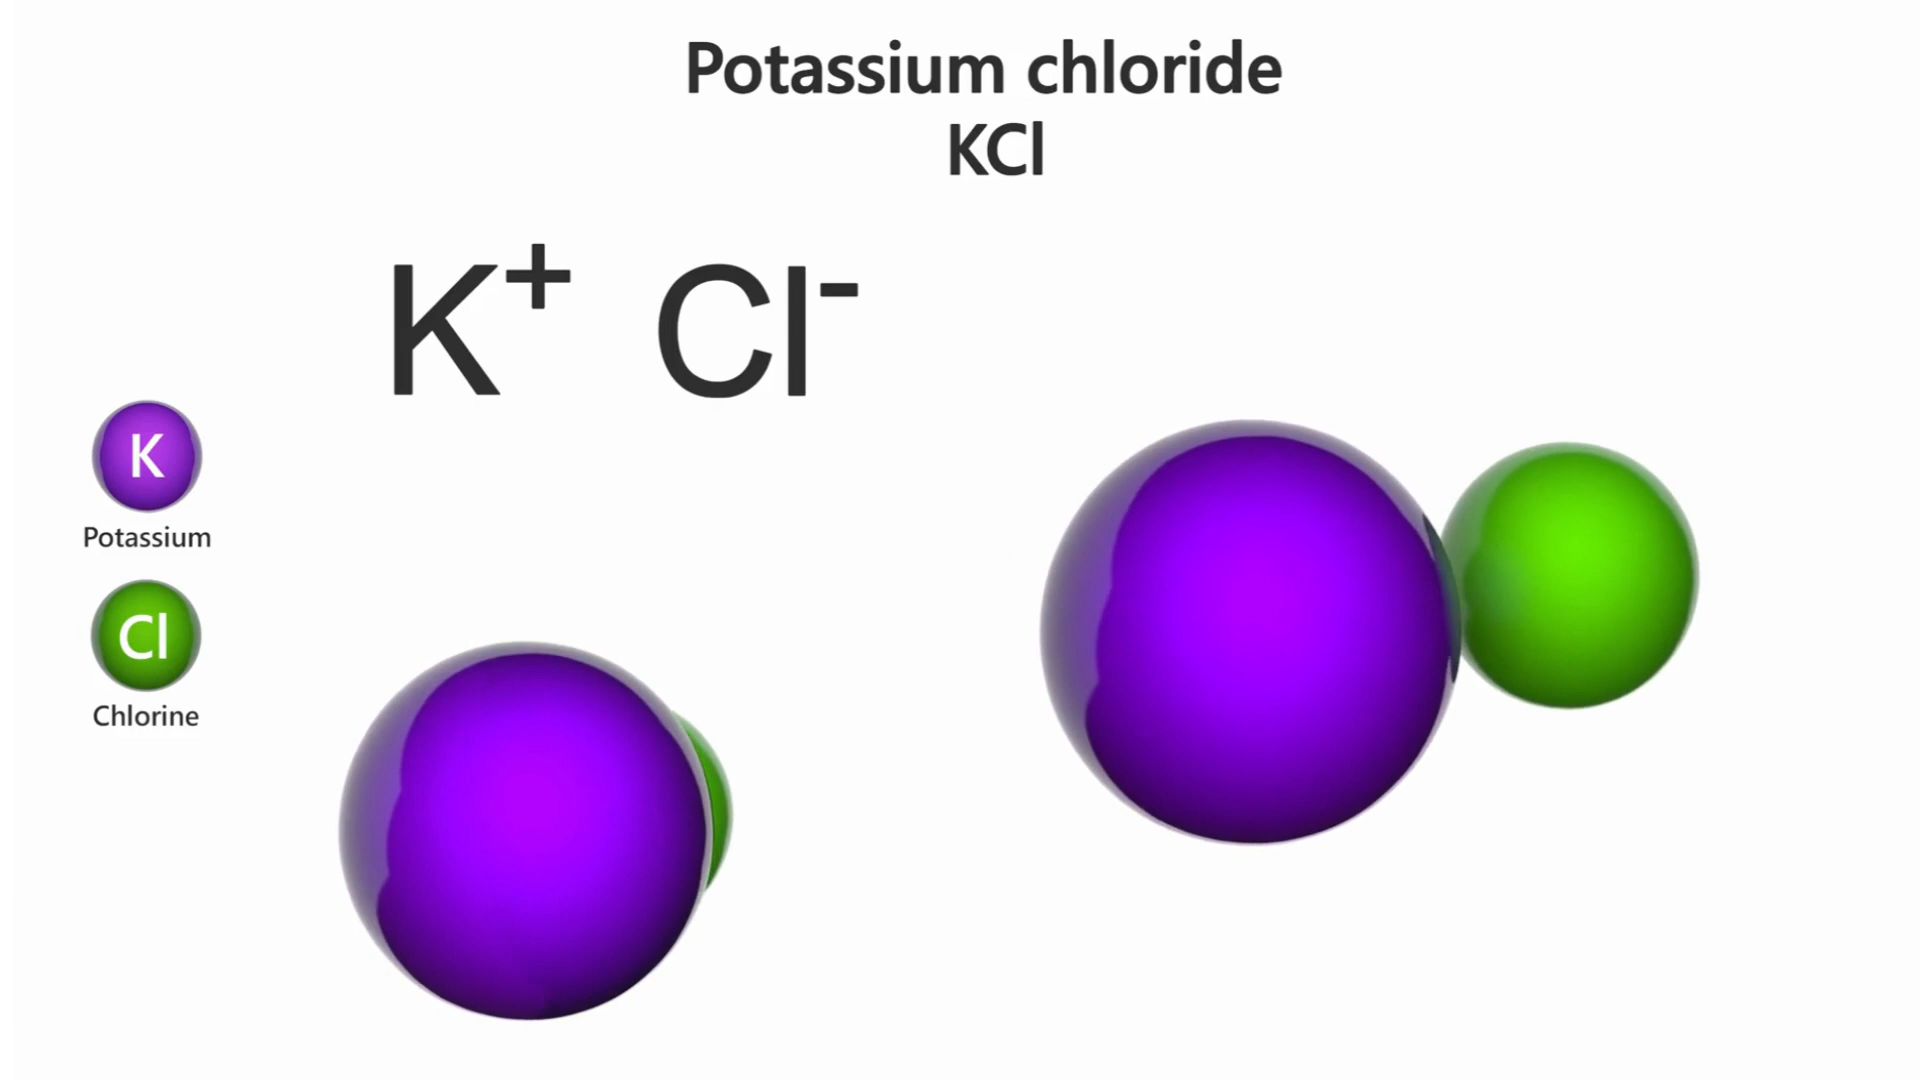 Potassium chloride
KCl
K⁺ Cl⁻
K
Potassium
Cl
Chlorine